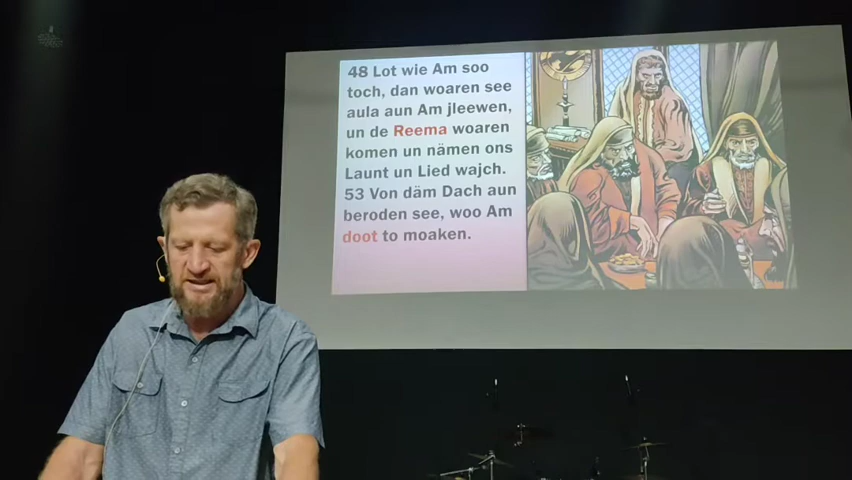 48 Lot wie Am soo
toch, dan woaren see
aula aun Am jleewen,
un de Reema woaren
komen un nämen ons
Launt un Lied wajch.
53 Von däm Dach aun
beroden see, woo Am
doot to moaken.